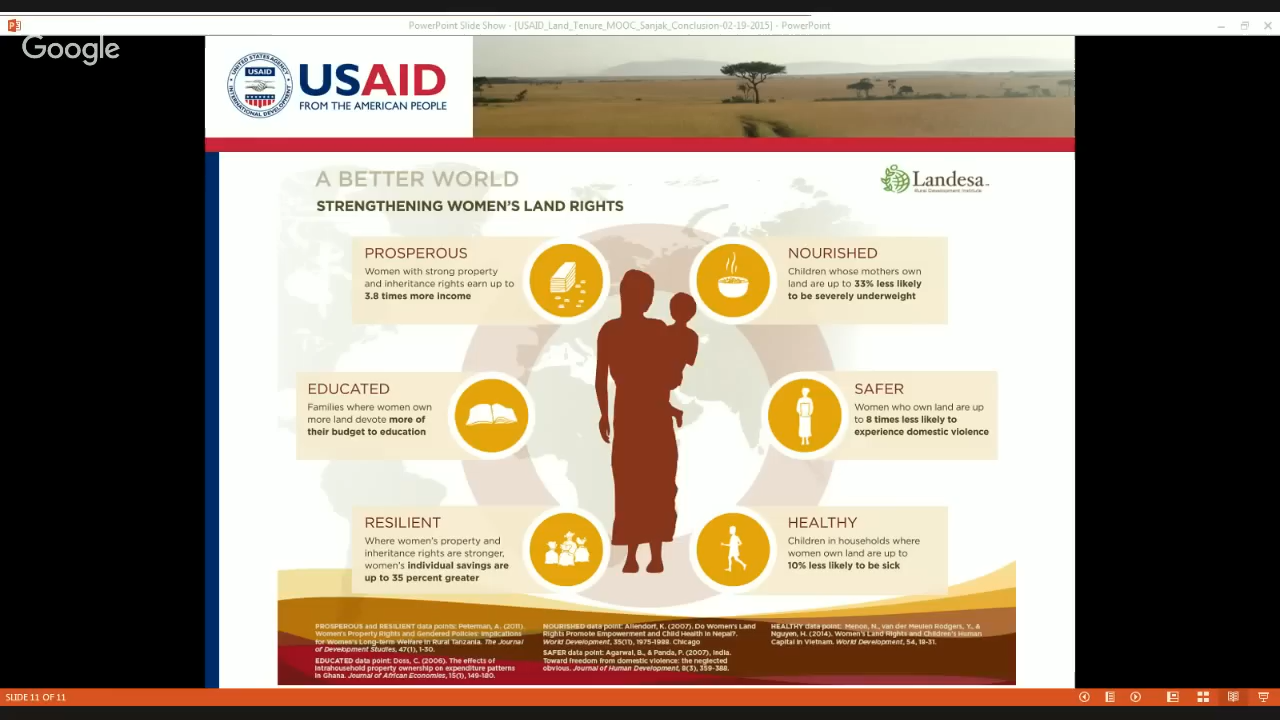 PowerPoint Slide Show - [USAID_Land_Tenure_MOOC_Sanjak_Conclusion-02-19-2015] - PowerPoint
Google
UNITED STATES AGENCY
USAID
INTERNATIONAL DEVELOPMENT
USAID
FROM THE AMERICAN PEOPLE
A BETTER WORLD
STRENGTHENING WOMEN'S LAND RIGHTS
Landesa
Rural Development Institute
PROSPEROUS
Women with strong property
and inheritance rights earn up to
3.8 times more income
NOURISHED
Children whose mothers own
land are up to 33% less likely
to be severely underweight
EDUCATED
Families where women own
more land devote more of
their budget to education
SAFER
Women who own land are up
to 8 times less likely to
experience domestic violence
RESILIENT
Where women's property and
inheritance rights are stronger,
women's individual savings are
up to 35 percent greater
HEALTHY
Children in households where
women own land are up to
10% less likely to be sick
PROSPEROUS and RESILIENT data points: Peterman, A. (2011).
Women's Property Rights and Gendered Policies: Implications
for Women's Long-term Welfare in Rural Tanzania. The Journal
of Development Studies, 47(1), 1-30.
EDUCATED data point: Doss, C. (2006). The effects of
intrahousehold property ownership on expenditure patterns
in Ghana. Journal of African Economies, 15(1), 149-180.
NOURISHED data point: Allendorf, K. (2007). Do Women's Land
Rights Promote Empowerment and Child Health in Nepal?.
World Development, 35(11), 1975-1988. Chicago
SAFER data point: Agarwal, B., & Panda, P. (2007), India.
Toward freedom from domestic violence: the neglected
obvious. Journal of Human Development, 8(3), 359-388.
HEALTHY data point: Menon, N., van der Meulen Rodgers, Y., &
Nguyen, H. (2014). Women's Land Rights and Children's Human
Capital in Vietnam. World Development, 54, 18-31.
SLIDE 11 OF 11